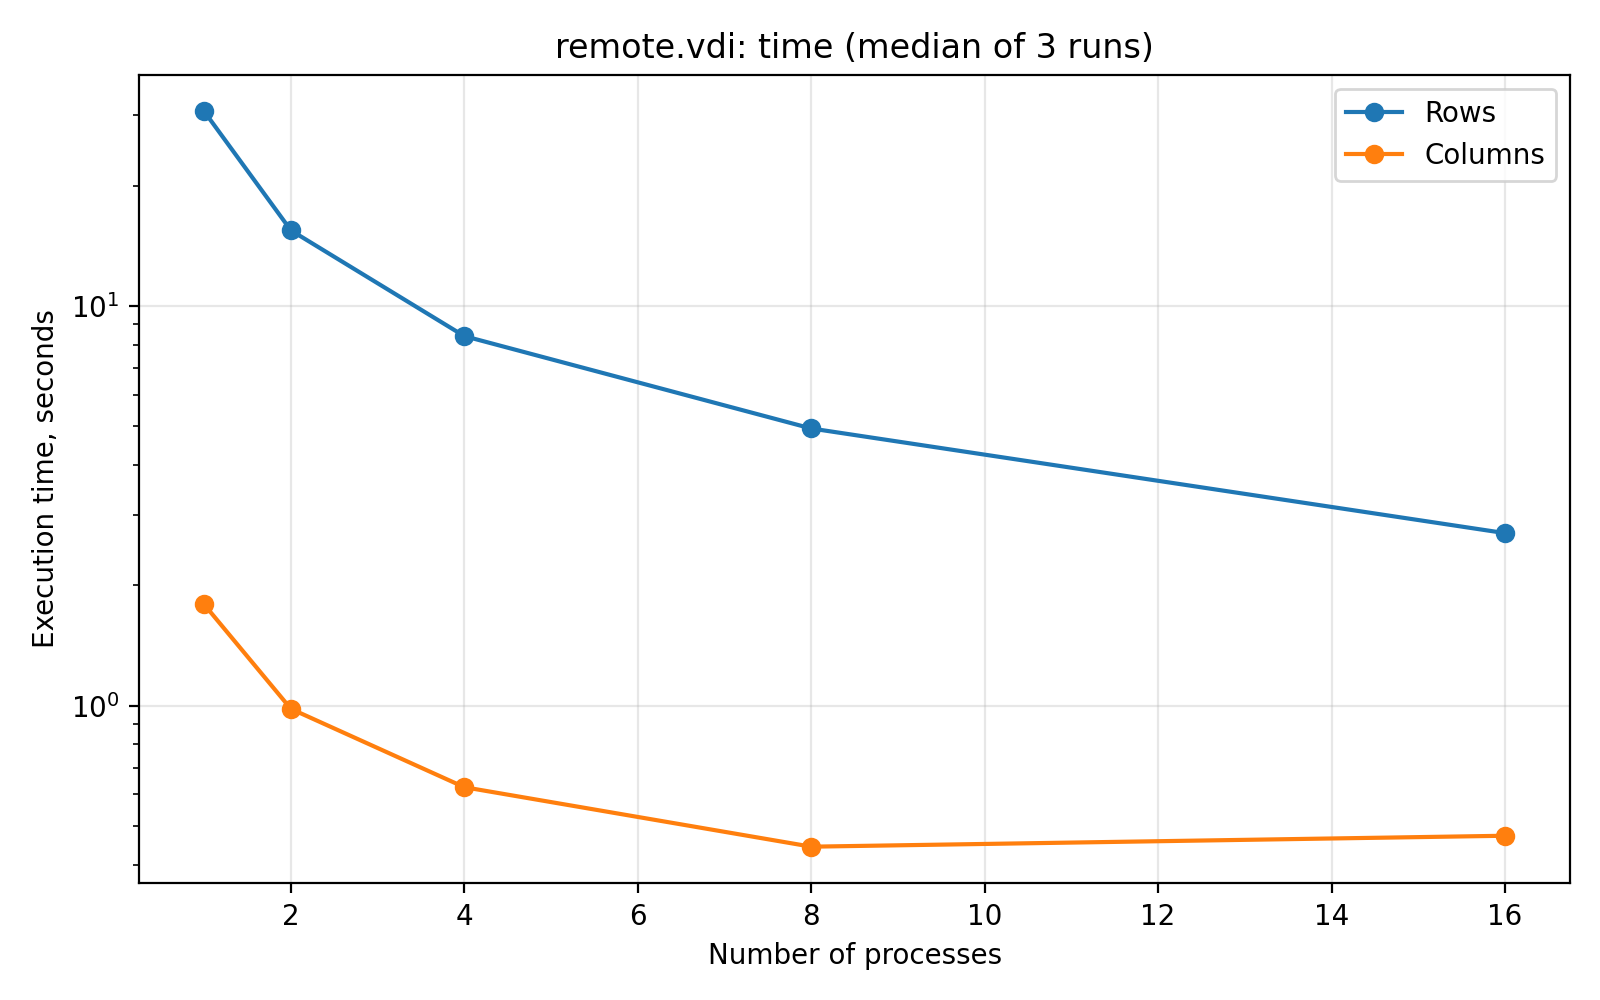 remote.vdi: time (median of 3 runs)
Rows
Columns
Execution time, seconds
10¹
10⁰
2 4 6 8 10 12 14 16
Number of processes